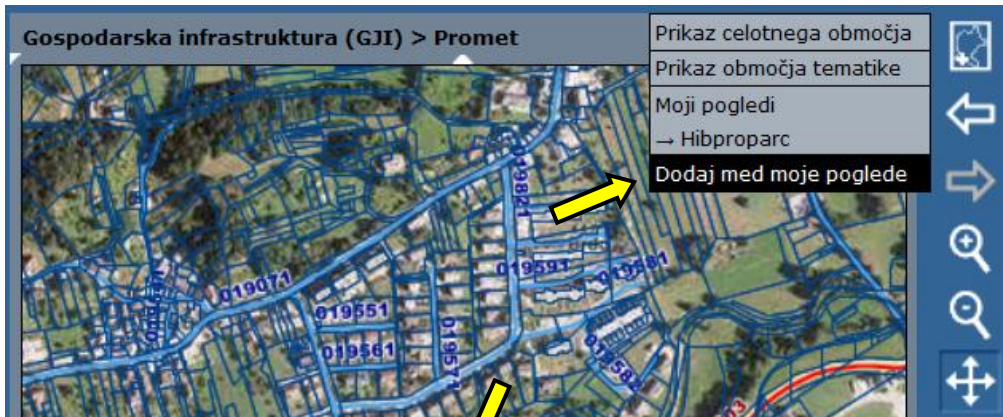 Gospodarska infrastruktura (GJI) > Promet
Prikaz celotnega območja
Prikaz območja tematike
Moji pogledi
→ Hibproparc
Dodaj med moje poglede
019821
019591
019581
019071
019551
019561
019571
019582